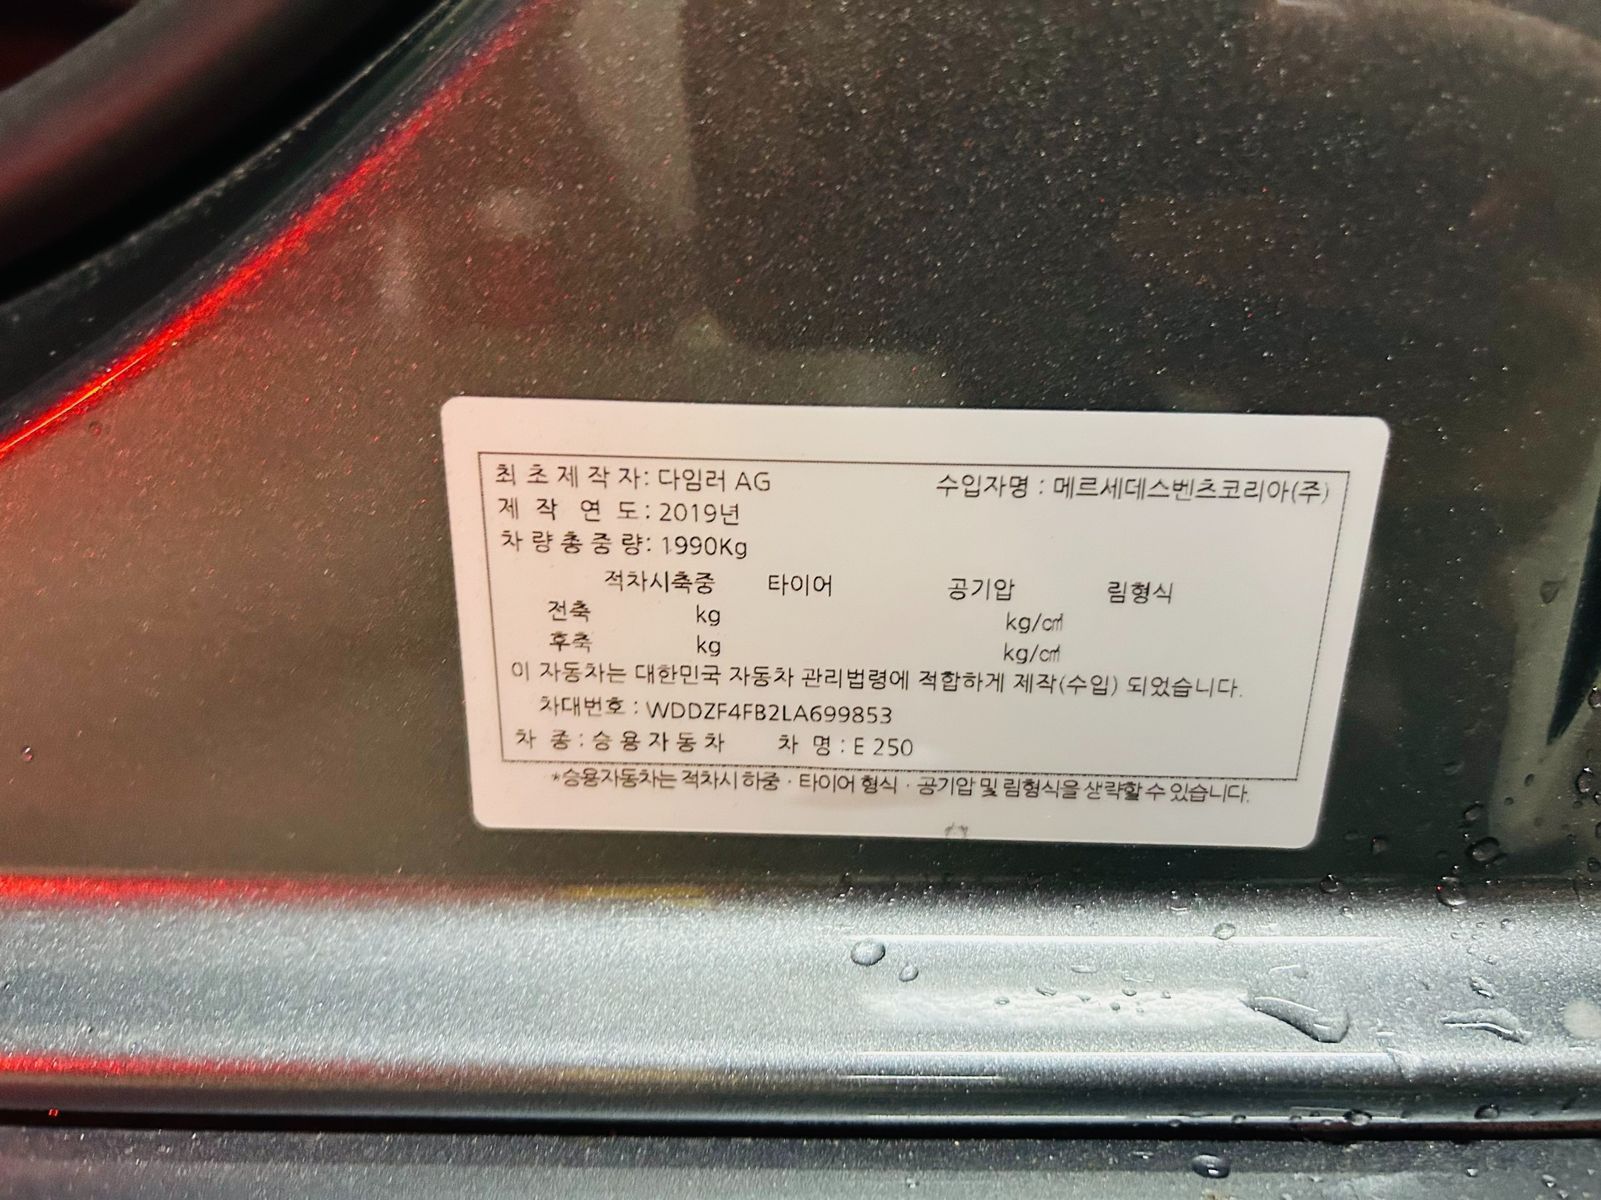 최초제작자: 다임러 AG 수입자명 : 메르세데스벤츠코리아(주)
제작연도: 2019년
차량총중량: 1990Kg
적차시축중 타이어 공기압 림형식
전축 kg kg/㎠
후축 kg kg/㎠
이 자동차는 대한민국 자동차 관리법령에 적합하게 제작(수입) 되었습니다.
차대번호 : WDDZF4FB2LA699853
차종 : 승용자동차 차명 : E 250
*승용자동차는 적차시 하중 · 타이어 형식 · 공기압 및 림형식을 생략할 수 있습니다.